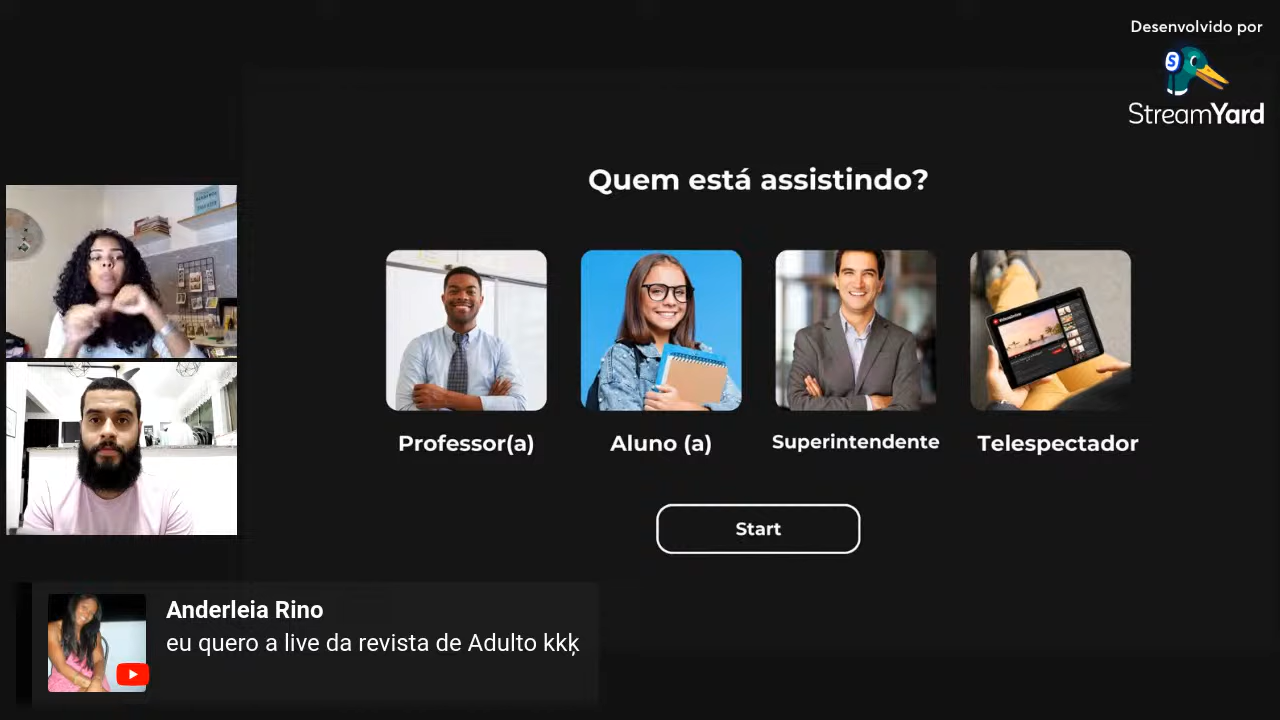 Desenvolvido por
StreamYard
Quem está assistindo?
Professor(a)
Aluno (a)
Superintendente
Telespectador
Start
Anderleia Rino
eu quero a live da revista de Adulto kkķ